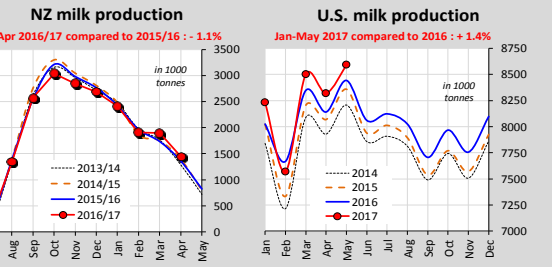 NZ milk production
Apr 2016/17 compared to 2015/16 : - 1.1%
in 1000
tonnes
3500
3000
2500
2000
1500
1000
500
0
2013/14
2014/15
2015/16
2016/17
Aug
Sep
Oct
Nov
Dec
Jan
Feb
Mar
Apr
May
U.S. milk production
Jan-May 2017 compared to 2016 : + 1.4%
in 1000
tonnes
8750
8500
8250
8000
7750
7500
7250
7000
2014
2015
2016
2017
Jan
Feb
Mar
Apr
May
Jun
Jul
Aug
Sep
Oct
Nov
Dec